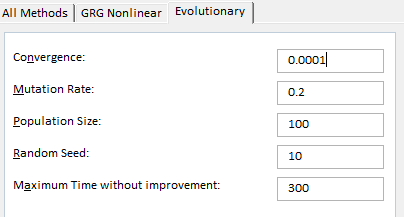 All Methods GRG Nonlinear Evolutionary
Convergence: 0.0001
Mutation Rate: 0.2
Population Size: 100
Random Seed: 10
Maximum Time without improvement: 300